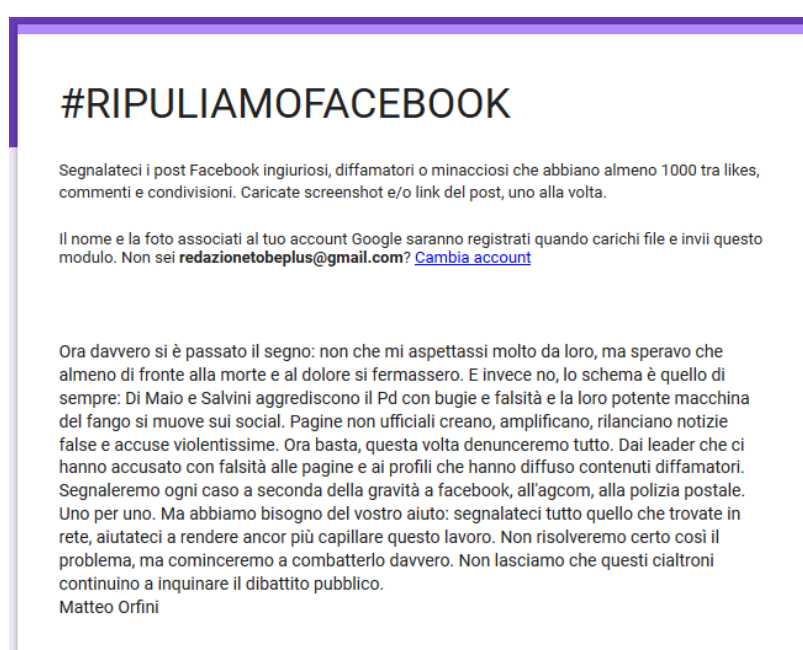 #RIPULIAMOFACEBOOK
Segnalateci i post Facebook ingiuriosi, diffamatori o minacciosi che abbiano almeno 1000 tra likes,
commenti e condivisioni. Caricate screenshot e/o link del post, uno alla volta.
Il nome e la foto associati al tuo account Google saranno registrati quando carichi file e invii questo
modulo. Non sei redazionetobeplus@gmail.com? Cambia account
Ora davvero si è passato il segno: non che mi aspettassi molto da loro, ma speravo che
almeno di fronte alla morte e al dolore si fermassero. E invece no, lo schema è quello di
sempre: Di Maio e Salvini aggrediscono il Pd con bugie e falsità e la loro potente macchina
del fango si muove sui social. Pagine non ufficiali creano, amplificano, rilanciano notizie
false e accuse violentissime. Ora basta, questa volta denunceremo tutto. Dai leader che ci
hanno accusato con falsità alle pagine e ai profili che hanno diffuso contenuti diffamatori.
Segnaleremo ogni caso a seconda della gravità a facebook, all'agcom, alla polizia postale.
Uno per uno. Ma abbiamo bisogno del vostro aiuto: segnalateci tutto quello che trovate in
rete, aiutateci a rendere ancor più capillare questo lavoro. Non risolveremo certo così il
problema, ma cominceremo a combatterlo davvero. Non lasciamo che questi cialtroni
continuino a inquinare il dibattito pubblico.
Matteo Orfini